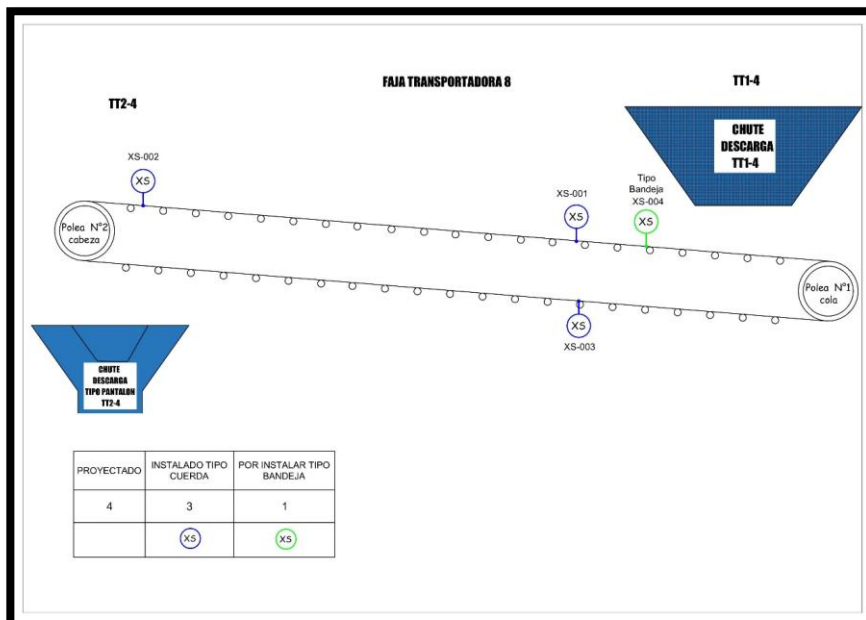 FAJA TRANSPORTADORA 8
TT2-4
TT1-4
CHUTE
DESCARGA
TT1-4
XS-002
XS
XS-001
XS
Tipo
Bandeja
XS-004
XS
Polea N°2
cabeza
Polea N°1
cola
XS
XS-003
CHUTE
DESCARGA
TIPO PANTALON
TT2-4
PROYECTADO
INSTALADO TIPO
CUERDA
POR INSTALAR TIPO
BANDEJA
4
3
1
XS
XS